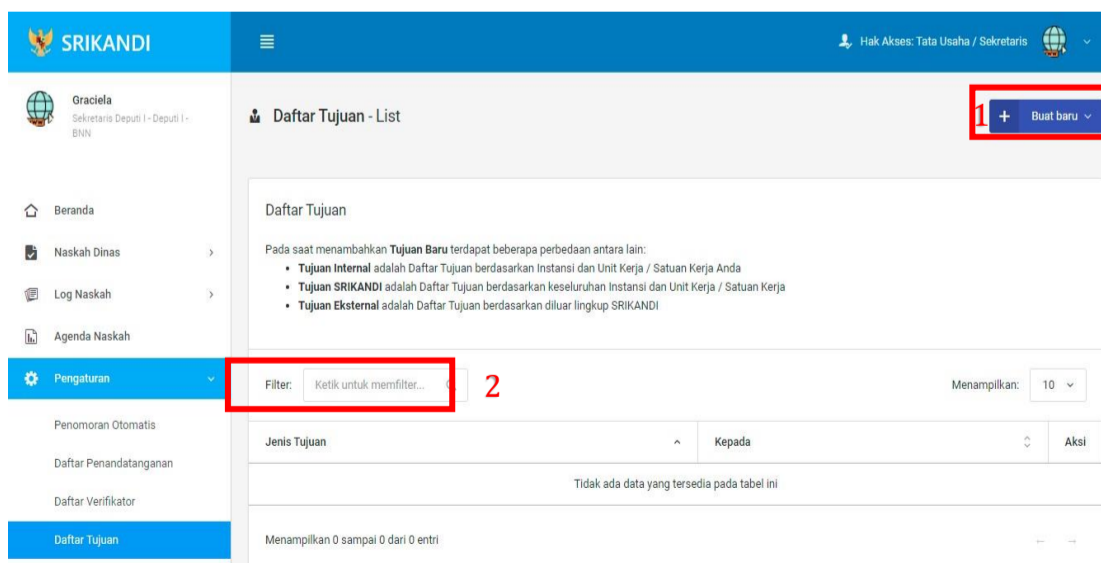 SRIKANDI
Hak Akses: Tata Usaha / Sekretaris
Graciela
Sekretaris Deputi I - Deputi I -
BNN
Daftar Tujuan - List
1
+ Buat baru
Beranda
Naskah Dinas
Log Naskah
Agenda Naskah
Pengaturan
Penomoran Otomatis
Daftar Penandatanganan
Daftar Verifikator
Daftar Tujuan
Daftar Tujuan
Pada saat menambahkan Tujuan Baru terdapat beberapa perbedaan antara lain:
• Tujuan Internal adalah Daftar Tujuan berdasarkan Instansi dan Unit Kerja / Satuan Kerja Anda
• Tujuan SRIKANDI adalah Daftar Tujuan berdasarkan keseluruhan Instansi dan Unit Kerja / Satuan Kerja
• Tujuan Eksternal adalah Daftar Tujuan berdasarkan diluar lingkup SRIKANDI
Filter: Ketik untuk memfilter... 2 Menampilkan: 10
Jenis Tujuan Kepada Aksi
Tidak ada data yang tersedia pada tabel ini
Menampilkan 0 sampai 0 dari 0 entri ← →